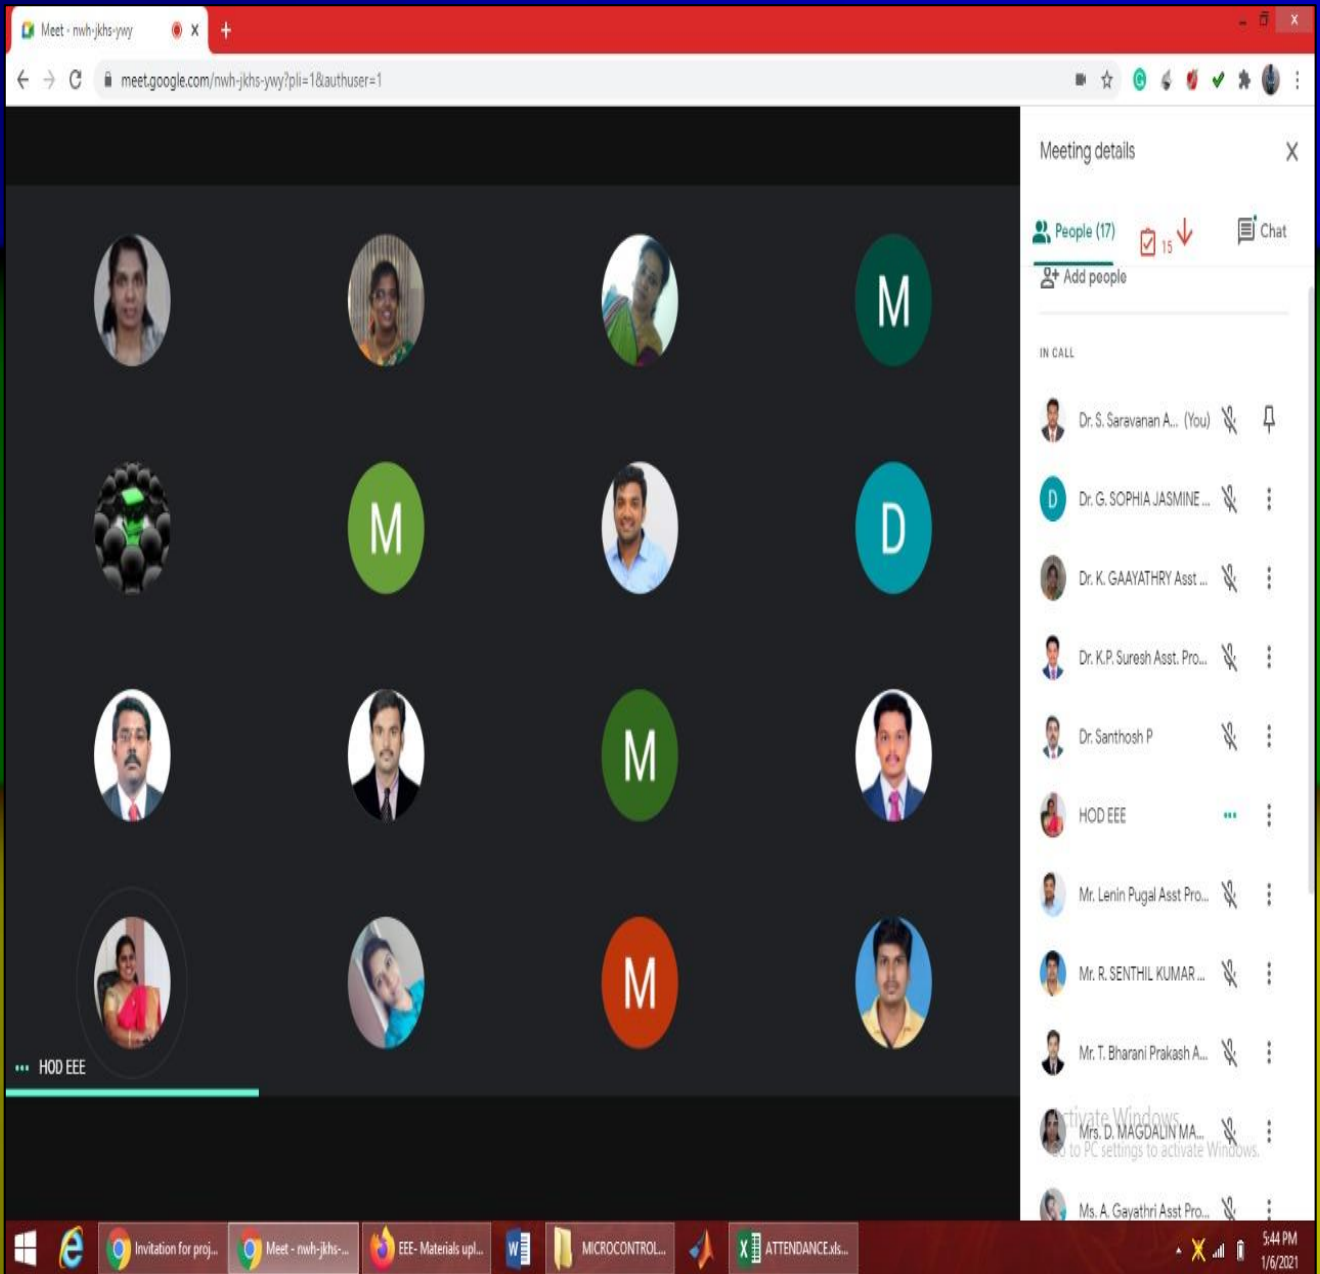 Meet - nwh-jkhs-ywy
meet.google.com/nwh-jkhs-ywy?pli=1&authuser=1
Meeting details
People (17)
15
Chat
Add people
IN CALL
Dr. S. Saravanan A... (You)
D Dr. G. SOPHIA JASMINE ...
Dr. K. GAAYATHRY Asst ...
Dr. K.P. Suresh Asst. Pro...
Dr. Santhosh P
HOD EEE
Mr. Lenin Pugal Asst Pro...
Mr. R. SENTHIL KUMAR ...
Mr. T. Bharani Prakash A...
Activate Windows
Mrs. D. MAGDALIN MA...
Go to PC settings to activate Windows.
Ms. A. Gayathri Asst Pro...
M
M
D
M
M
HOD EEE
Invitation for proj...
Meet - nwh-jkhs-...
EEE- Materials upl...
MICROCONTROL...
X ATTENDANCE.xls...
5:44 PM
1/6/2021